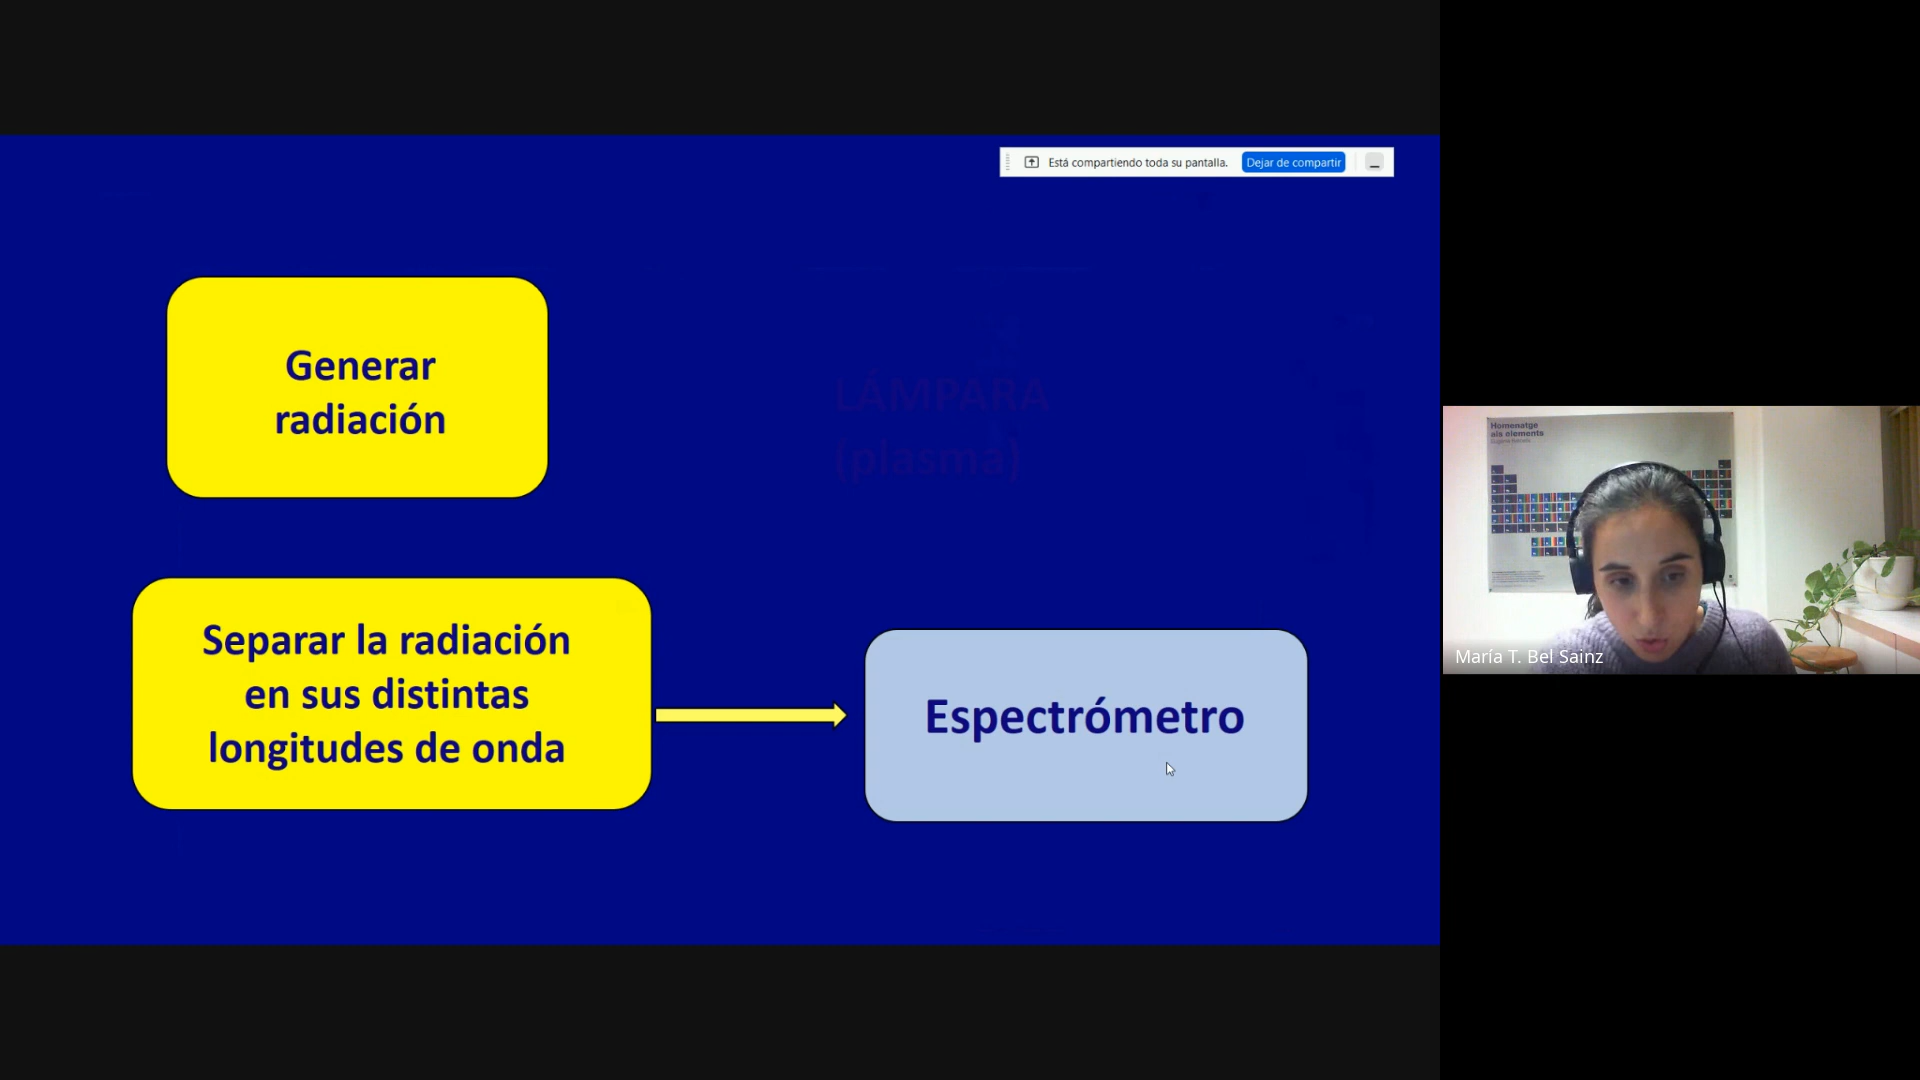 Está compartiendo toda su pantalla. Dejar de compartir
Generar
radiación
LÁMPARA
(plasma)
Separar la radiación
en sus distintas
longitudes de onda
Espectrómetro
Homenatge
als elements
María T. Bel Sainz